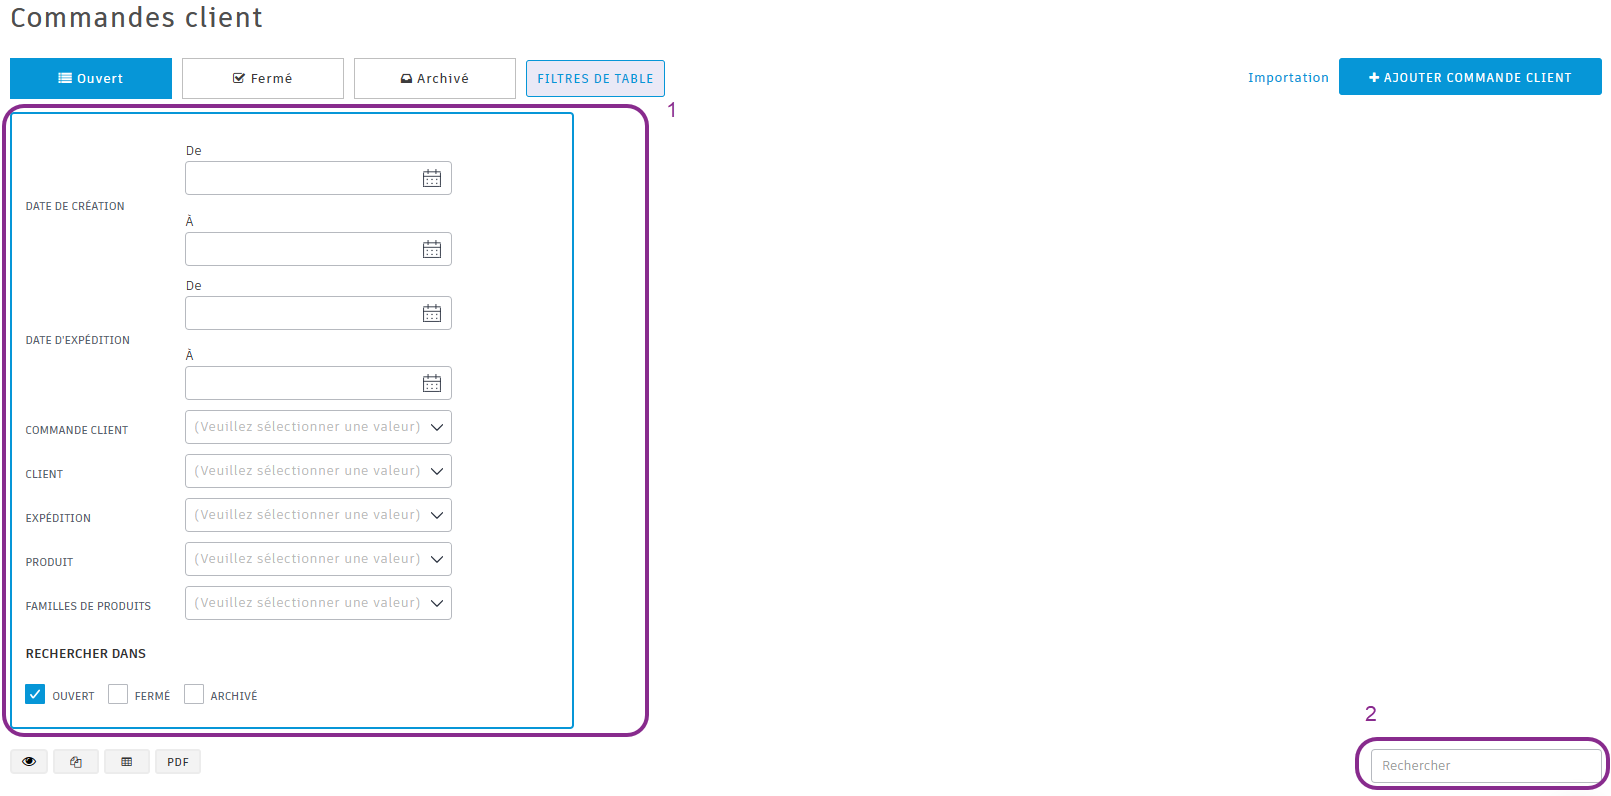 Commandes client
Ouvert
Fermé
Archivé
FILTRES DE TABLE
Importation
AJOUTER COMMANDE CLIENT
1
De
DATE DE CRÉATION
À
De
DATE D'EXPÉDITION
À
COMMANDE CLIENT (Veuillez sélectionner une valeur)
CLIENT (Veuillez sélectionner une valeur)
EXPÉDITION (Veuillez sélectionner une valeur)
PRODUIT (Veuillez sélectionner une valeur)
FAMILLES DE PRODUITS (Veuillez sélectionner une valeur)
RECHERCHER DANS
OUVERT FERMÉ ARCHIVÉ
2
PDF
Rechercher